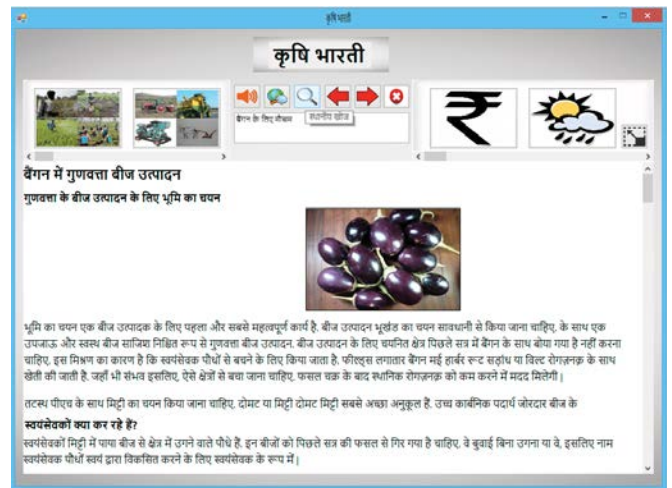 कृषि भारती
कृषि भारती
बैंगन के लिए मौसम
स्थानीय खोज
बैंगन में गुणवत्ता बीज उत्पादन
गुणवत्ता के बीज उत्पादन के लिए भूमि का चयन
भूमि का चयन एक बीज उत्पादक के लिए पहला और सबसे महत्वपूर्ण कार्य है. बीज उत्पादन भूखंड का चयन सावधानी से किया जाना चाहिए. के साथ एक
उपजाऊ और स्वस्थ बीज साजिश निश्चित रूप से गुणवत्ता बीज उत्पादन. बीज उत्पादन के लिए चयनित क्षेत्र पिछले सत्र में बैंगन के साथ बोया गया है नहीं करना
चाहिए, इस मिश्रण का कारण है कि स्वयंसेवक पौधों से बचने के लिए किया जाता है. फील्ड्स लगातार बैंगन मई हार्बर रूट सड़ांध या विल्ट रोगज़नक़ के साथ
खेती की जाती है. जहाँ भी संभव इसलिए, ऐसे क्षेत्रों से बचा जाना चाहिए. फसल चक्र के बाद स्थानिक रोगज़नक़ को कम करने में मदद मिलेगी |
तटस्थ पीएच के साथ मिट्टी का चयन किया जाना चाहिए. दोमट या मिट्टी दोमट मिट्टी सबसे अच्छा अनुकूल हैं. उच्च कार्बनिक पदार्थ जोरदार बीज के
स्वयंसेवकों क्या कर रहे हैं?
स्वयंसेवकों मिट्टी में पाया बीज से क्षेत्र में उगने वाले पौधे हैं. इन बीजों को पिछले सत्र की फसल से गिर गया है चाहिए. वे बुवाई बिना उगना या वे, इसलिए नाम
स्वयंसेवक पौधों स्वयं द्वारा विकसित करने के लिए स्वयंसेवक के रूप में |